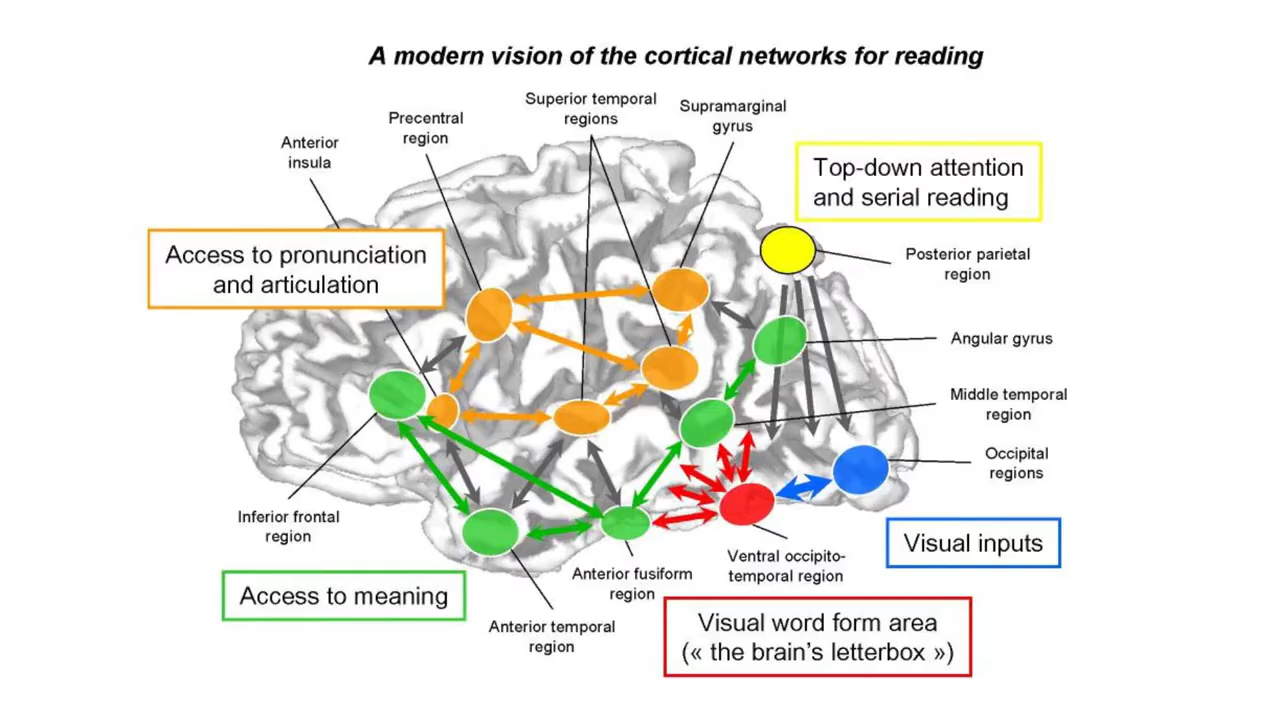 A modern vision of the cortical networks for reading
Superior temporal
regions
Supramarginal
gyrus
Precentral
region
Anterior
insula
Top-down attention
and serial reading
Access to pronunciation
and articulation
Posterior parietal
region
Angular gyrus
Middle temporal
region
Occipital
regions
Inferior frontal
region
Visual inputs
Ventral occipito-
temporal region
Anterior fusiform
region
Access to meaning
Anterior temporal
region
Visual word form area
(« the brain's letterbox »)